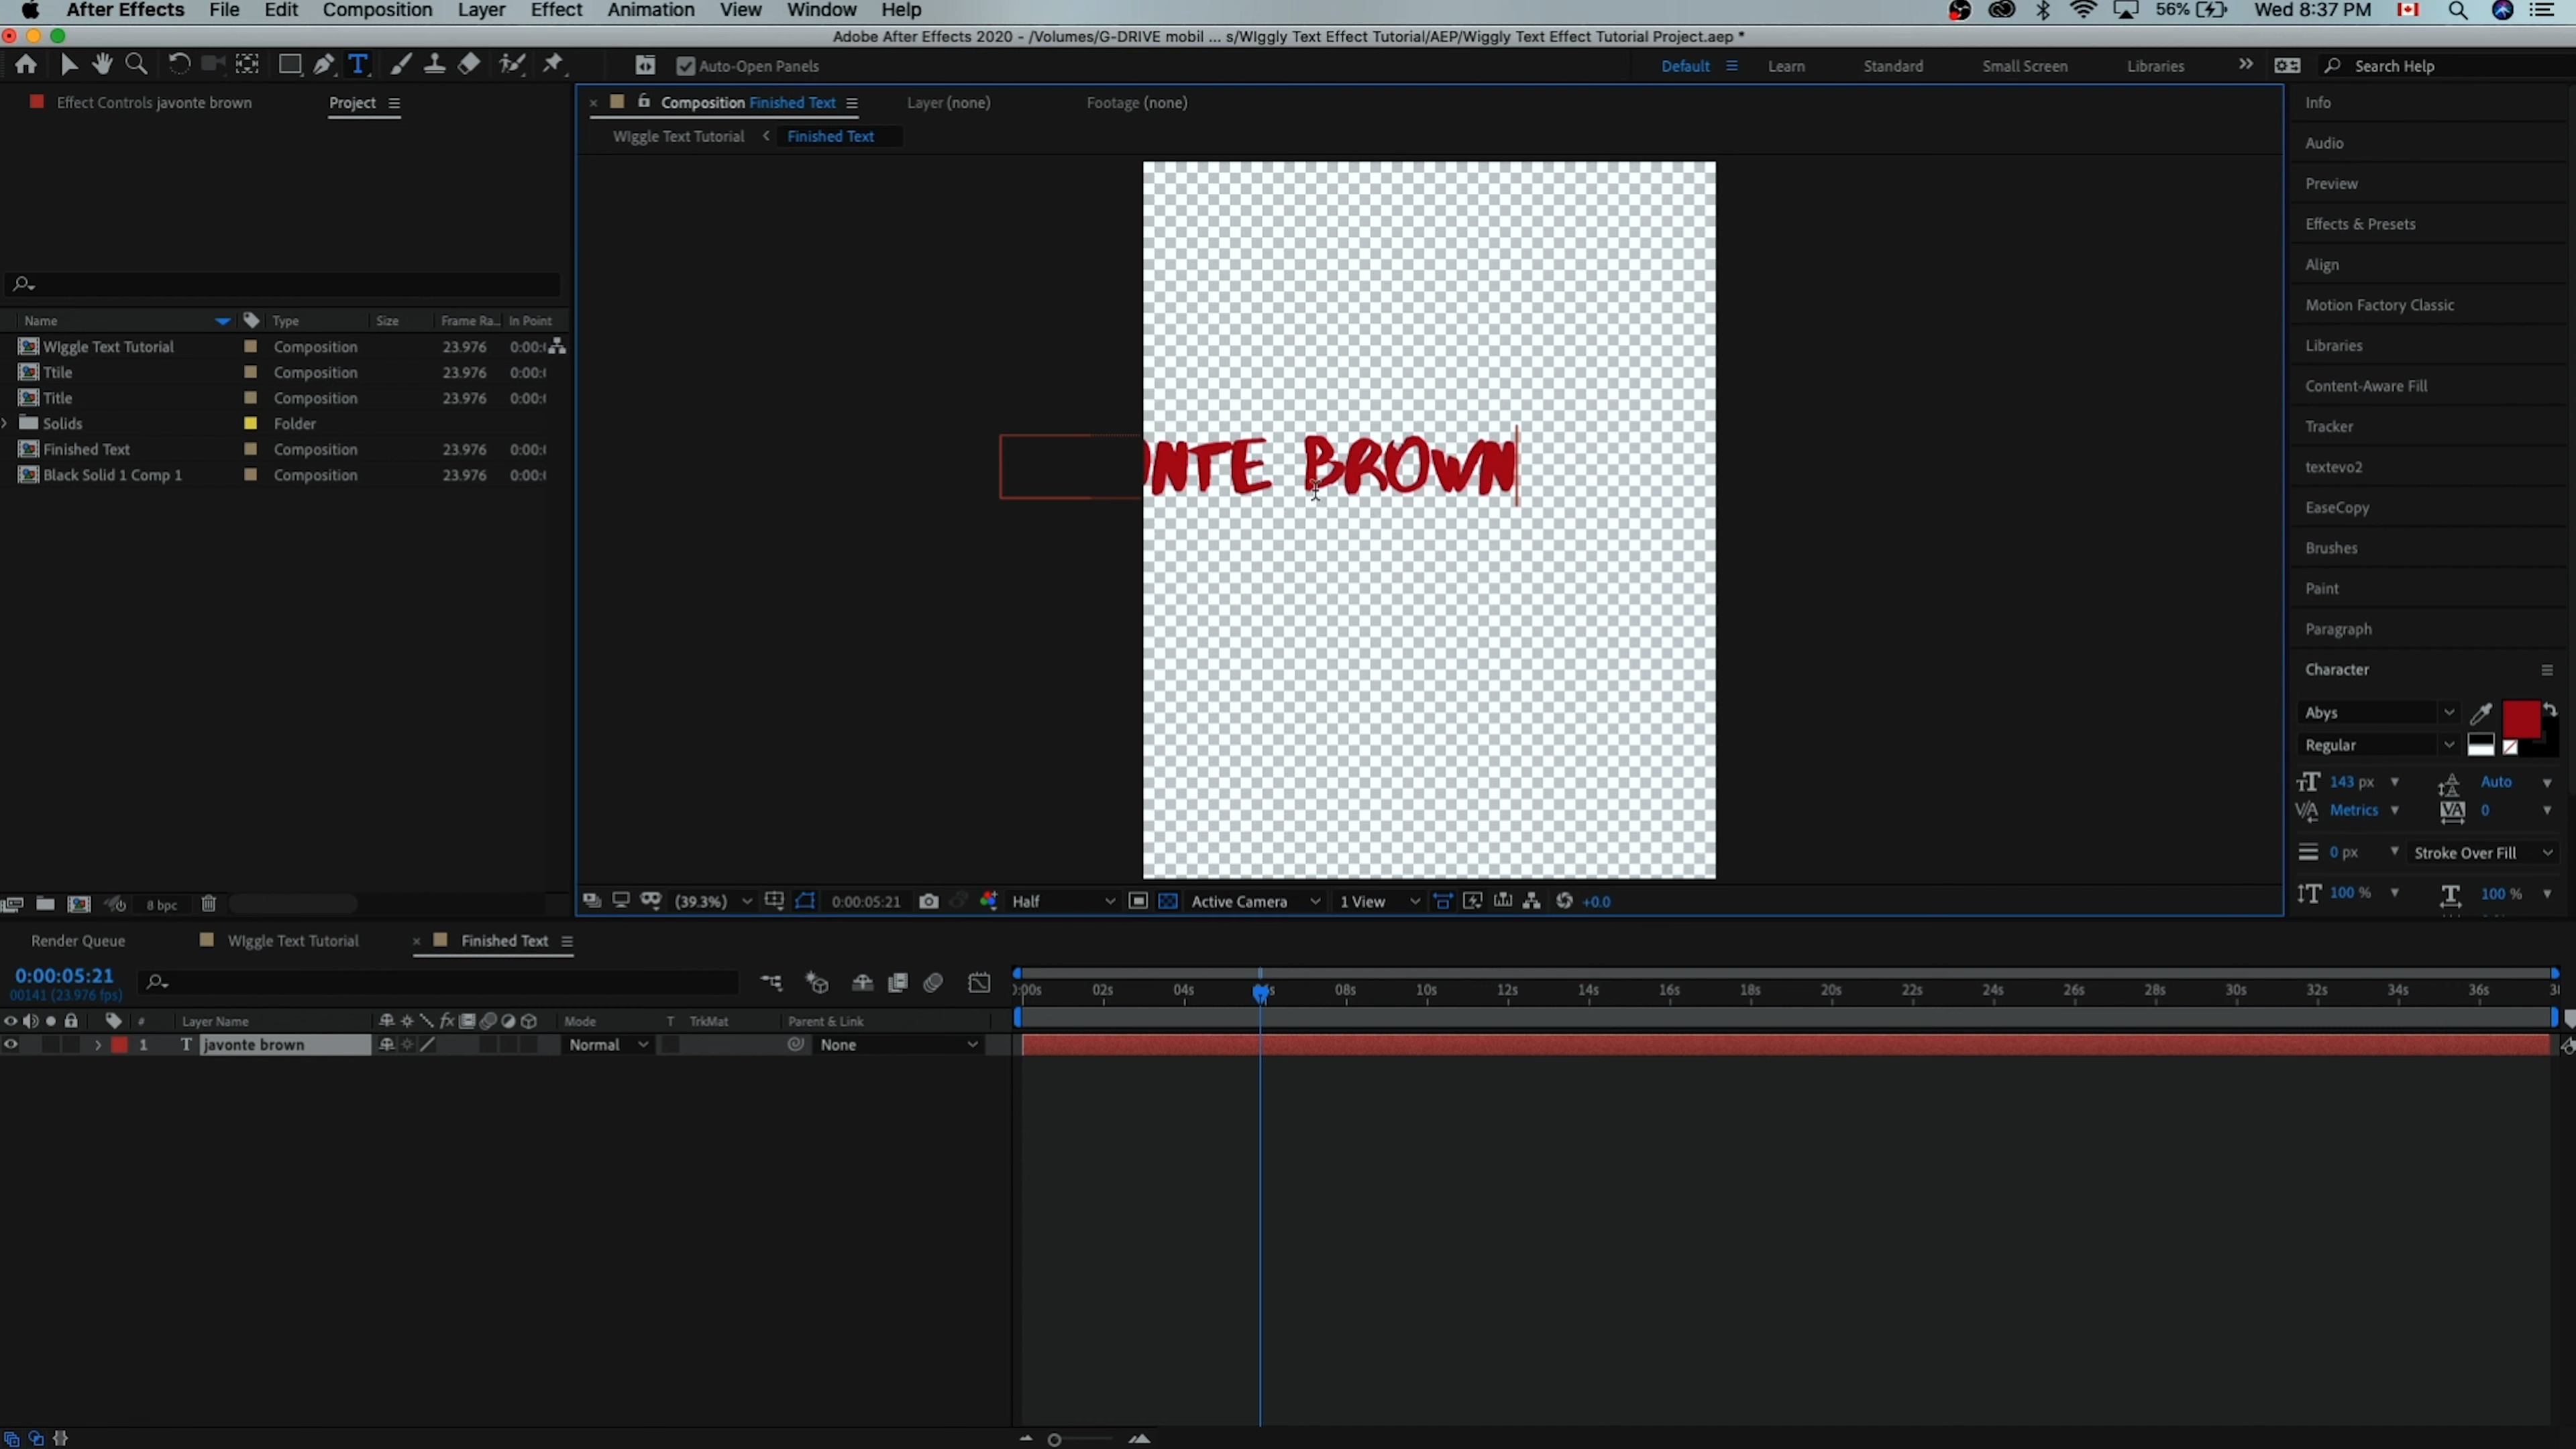 After Effects File Edit Composition Layer Effect Animation View Window Help 56% Wed 8:37 PM
Adobe After Effects 2020 - /Volumes/G-DRIVE mobil ... s/WIggly Text Effect Tutorial/AEP/Wiggly Text Effect Tutorial Project.aep *
Auto-Open Panels Default Learn Standard Small Screen Libraries Search Help
Effect Controls javonte brown Project
Composition Finished Text Layer (none) Footage (none)
WIggle Text Tutorial Finished Text
Name Type Size Frame Ra... In Point
WIggle Text Tutorial Composition 23.976
Ttile Composition 23.976
Title Composition 23.976
Solids Folder
Finished Text Composition 23.976
Black Solid 1 Comp 1 Composition 23.976
ONTE BROWN
Info
Audio
Preview
Effects & Presets
Align
Motion Factory Classic
Libraries
Content-Aware Fill
Tracker
textevo2
EaseCopy
Brushes
Paint
Paragraph
Character
Abys
Regular
143 px Auto
Metrics 0
0 px Stroke Over Fill
100 % 100 %
8 bpc
(39.3%) 0:00:05:21 Half Active Camera 1 View +0.0
Render Queue WIggle Text Tutorial Finished Text
0:00:05:21
00141 (23.976 fps)
02s 04s 08s 10s 12s 14s 16s 18s 20s 22s 24s 26s 28s 30s 32s 34s 36s
# Layer Name Mode T TrkMat Parent & Link
1 T javonte brown Normal None